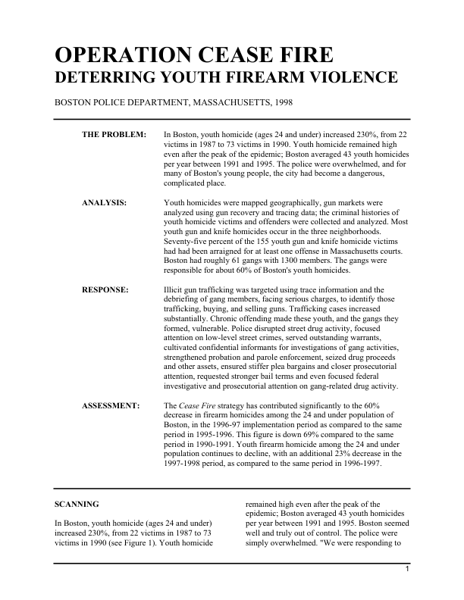 OPERATION CEASE FIRE
DETERRING YOUTH FIREARM VIOLENCE
BOSTON POLICE DEPARTMENT, MASSACHUSETTS, 1998
THE PROBLEM: In Boston, youth homicide (ages 24 and under) increased 230%, from 22
victims in 1987 to 73 victims in 1990. Youth homicide remained high
even after the peak of the epidemic; Boston averaged 43 youth homicides
per year between 1991 and 1995. The police were overwhelmed, and for
many of Boston's young people, the city had become a dangerous,
complicated place.
ANALYSIS: Youth homicides were mapped geographically, gun markets were
analyzed using gun recovery and tracing data; the criminal histories of
youth homicide victims and offenders were collected and analyzed. Most
youth gun and knife homicides occur in the three neighborhoods.
Seventy-five percent of the 155 youth gun and knife homicide victims
had had been arraigned for at least one offense in Massachusetts courts.
Boston had roughly 61 gangs with 1300 members. The gangs were
responsible for about 60% of Boston's youth homicides.
RESPONSE: Illicit gun trafficking was targeted using trace information and the
debriefing of gang members, facing serious charges, to identify those
trafficking, buying, and selling guns. Trafficking cases increased
substantially. Chronic offending made these youth, and the gangs they
formed, vulnerable. Police disrupted street drug activity, focused
attention on low-level street crimes, served outstanding warrants,
cultivated confidential informants for investigations of gang activities,
strengthened probation and parole enforcement, seized drug proceeds
and other assets, ensured stiffer plea bargains and closer prosecutorial
attention, requested stronger bail terms and even focused federal
investigative and prosecutorial attention on gang-related drug activity.
ASSESSMENT: The Cease Fire strategy has contributed significantly to the 60%
decrease in firearm homicides among the 24 and under population of
Boston, in the 1996-97 implementation period as compared to the same
period in 1995-1996. This figure is down 69% compared to the same
period in 1990-1991. Youth firearm homicide among the 24 and under
population continues to decline, with an additional 23% decrease in the
1997-1998 period, as compared to the same period in 1996-1997.
SCANNING
In Boston, youth homicide (ages 24 and under)
increased 230%, from 22 victims in 1987 to 73
victims in 1990 (see Figure 1). Youth homicide
remained high even after the peak of the
epidemic; Boston averaged 43 youth homicides
per year between 1991 and 1995. Boston seemed
well and truly out of control. The police were
simply overwhelmed. "We were responding to
1